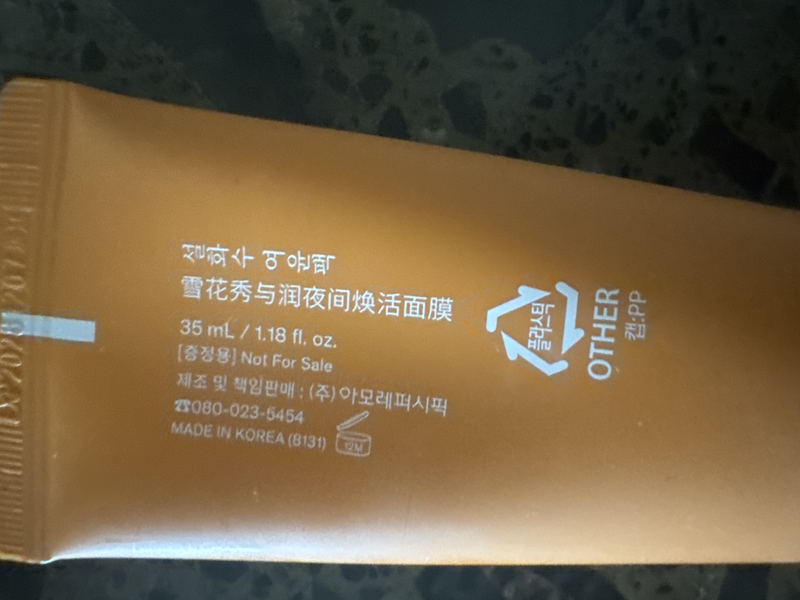 설화수 여윤팩
雪花秀与润夜间焕活面膜
35 mL / 1.18 fl. oz.
[증정용] Not For Sale
제조 및 책임판매 : (주)아모레퍼시픽
☎080-023-5454
MADE IN KOREA (8131)
12M
플라스틱
OTHER
캡:PP